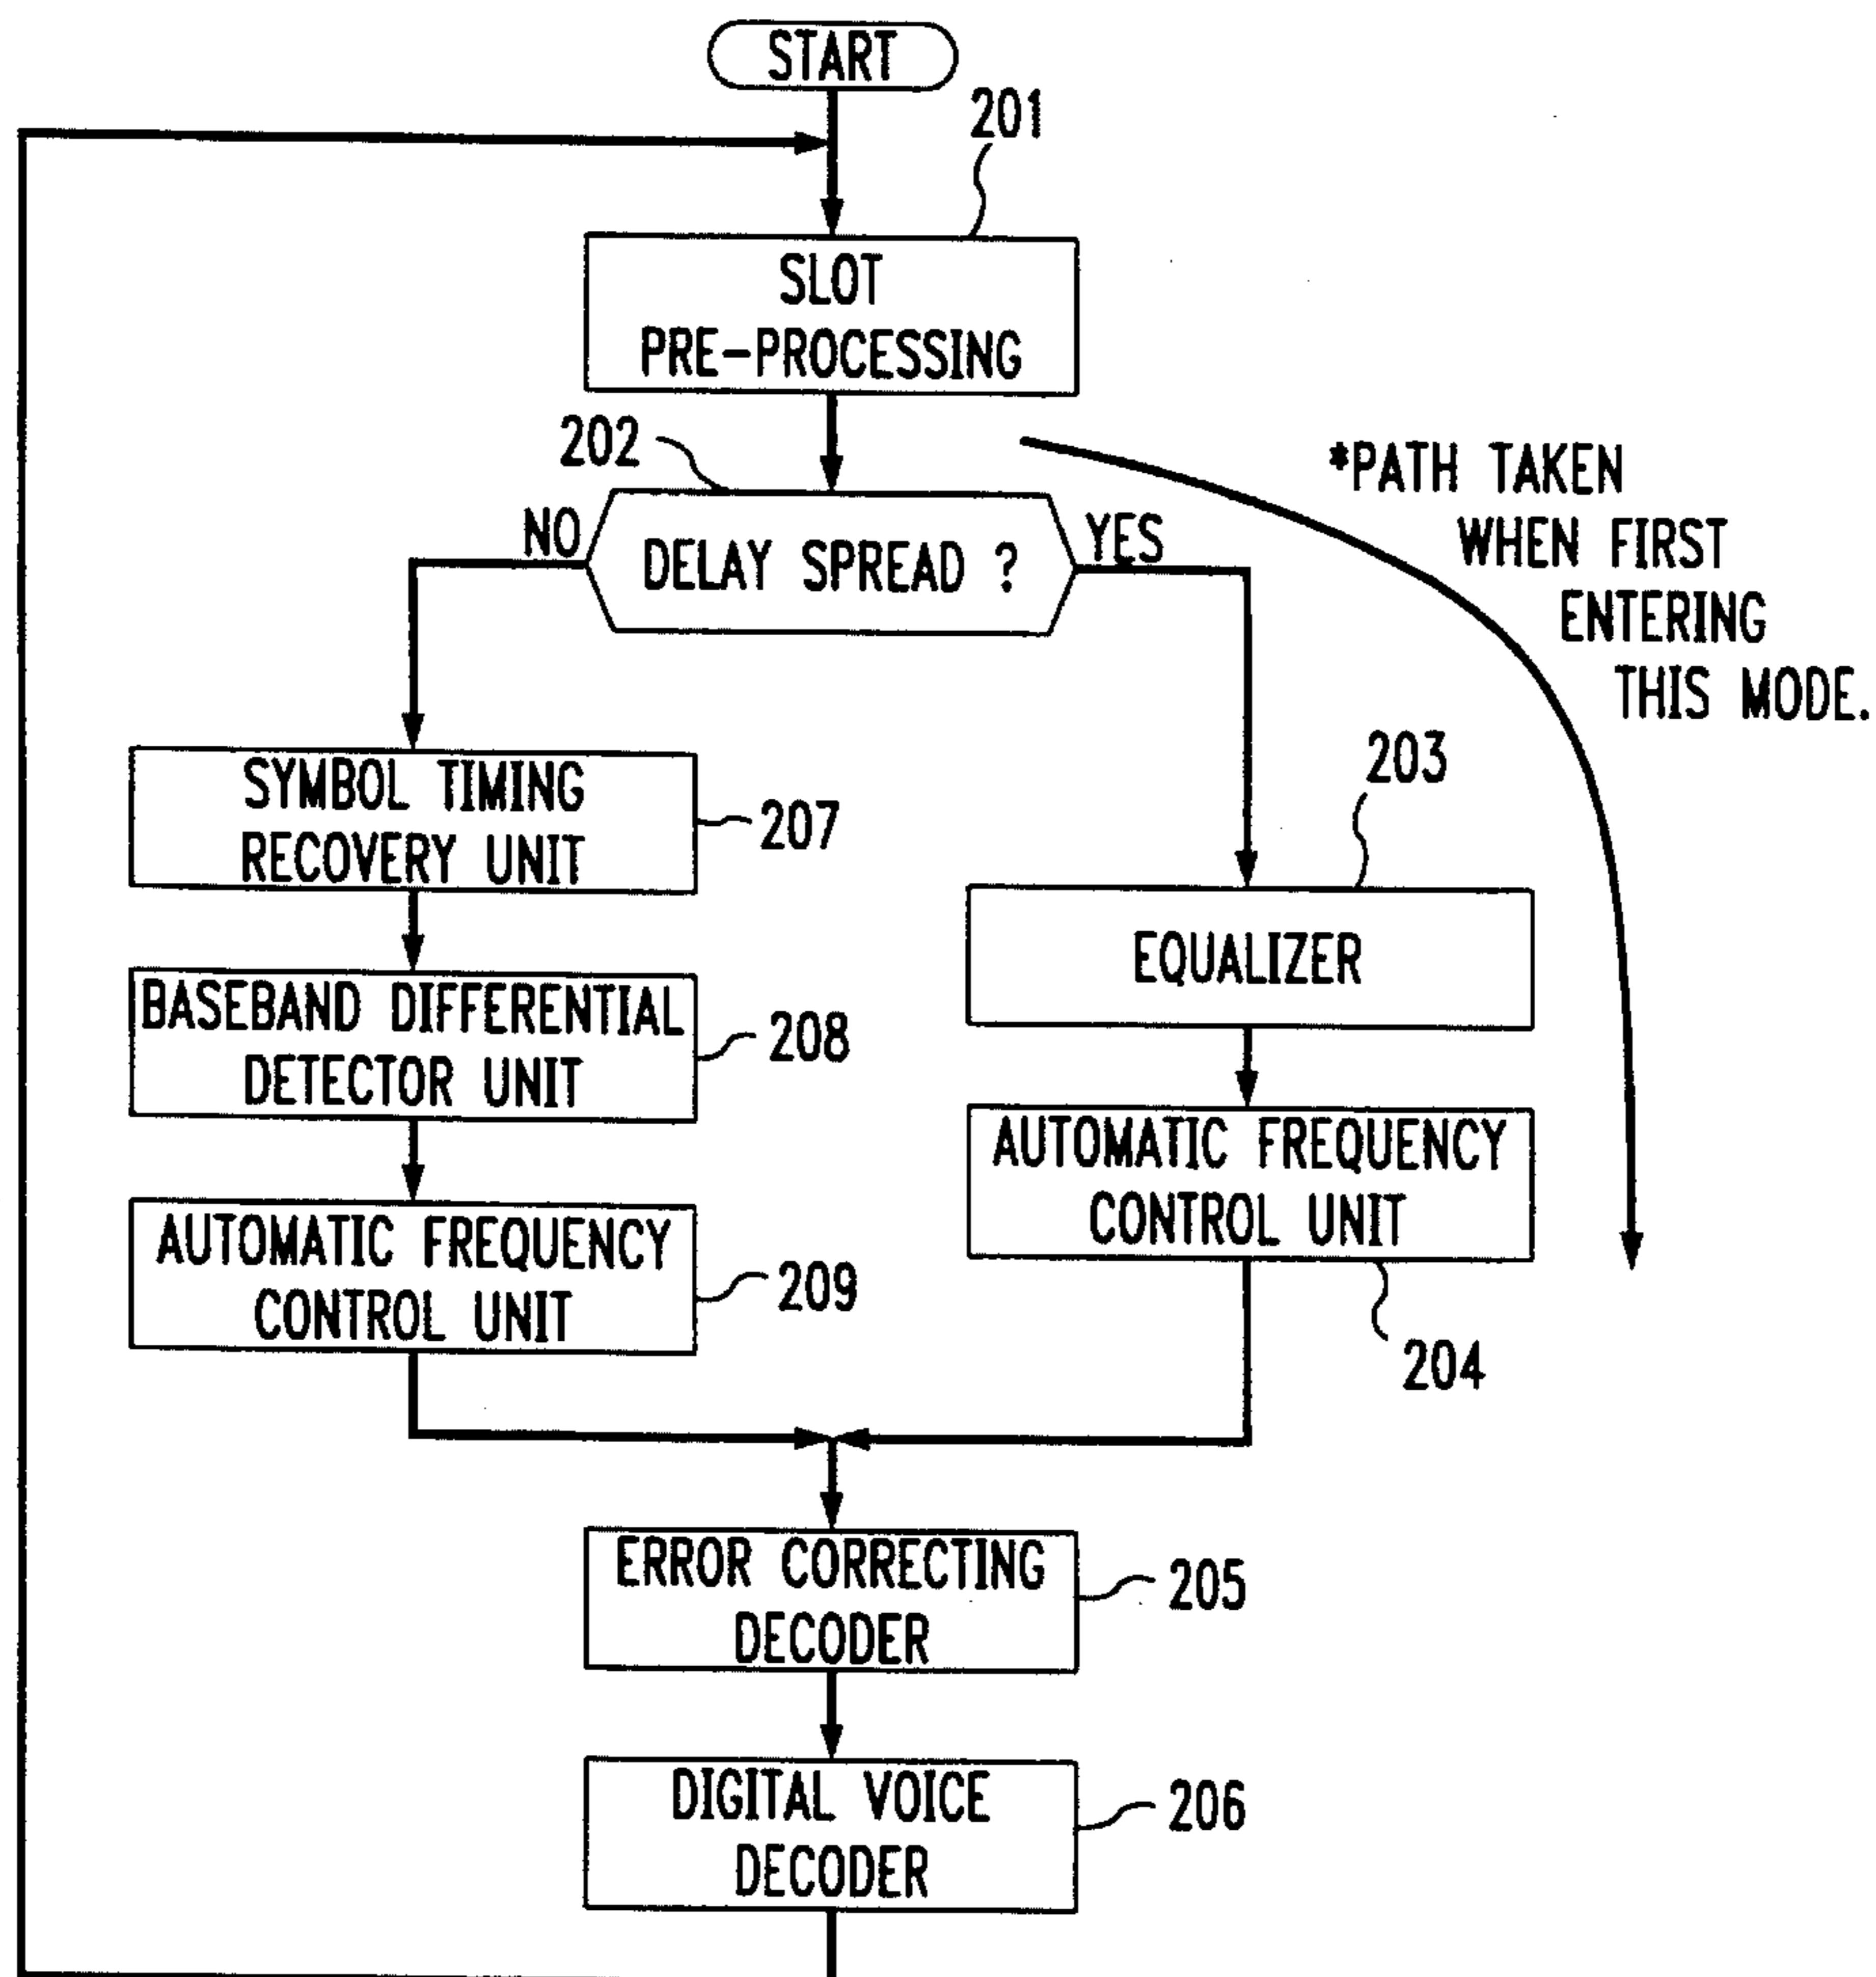 START
201
SLOT
PRE-PROCESSING
202
*PATH TAKEN
WHEN FIRST
ENTERING
THIS MODE.
NO
DELAY SPREAD ?
YES
SYMBOL TIMING
RECOVERY UNIT
207
203
EQUALIZER
BASEBAND DIFFERENTIAL
DETECTOR UNIT
208
AUTOMATIC FREQUENCY
CONTROL UNIT
204
AUTOMATIC FREQUENCY
CONTROL UNIT
209
ERROR CORRECTING
DECODER
205
DIGITAL VOICE
DECODER
206